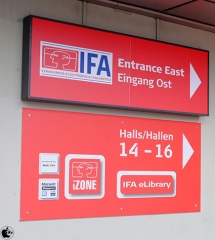 IFA
Entrance East
Eingang Ost
Halls/Hallen
14 - 16
iZONE
IFA eLibrary